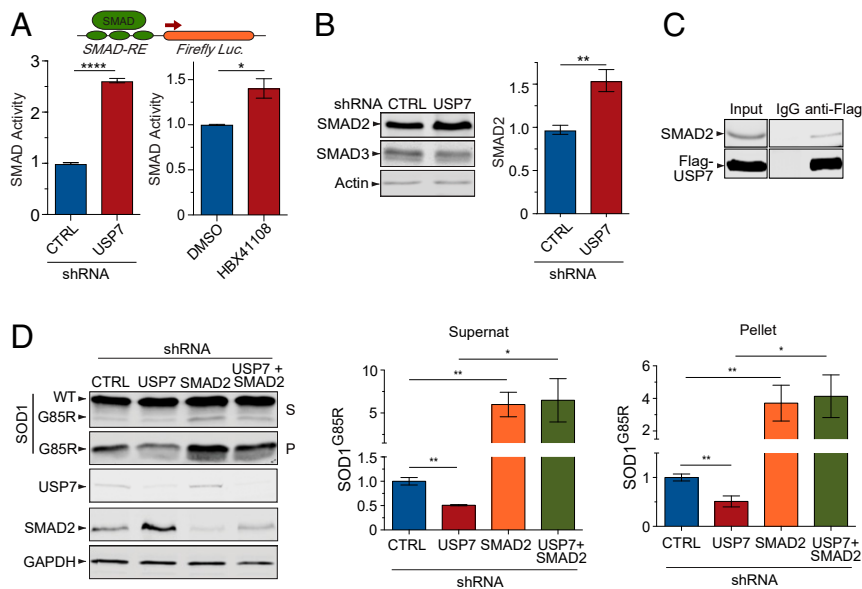 A
SMAD
SMAD-RE
Firefly Luc.
SMAD Activity
3
2
1
0
****
CTRL
USP7
shRNA
SMAD Activity
1.5
1.0
0.5
0
*
DMSO
HBX41108
B
shRNA CTRL USP7
SMAD2
SMAD3
Actin
SMAD2
1.5
1.0
0.5
0
**
CTRL
USP7
shRNA
C
Input IgG anti-Flag
SMAD2
Flag-
USP7
D
shRNA
CTRL USP7 SMAD2 USP7 +
SMAD2
SOD1
WT
G85R
S
G85R
P
USP7
SMAD2
GAPDH
Supernat
SOD1 G85R
10
5
1.0
0.5
0
*
**
**
CTRL USP7 SMAD2 USP7+
SMAD2
shRNA
Pellet
SOD1 G85R
6
4
2
1
0
*
**
**
CTRL USP7 SMAD2 USP7+
SMAD2
shRNA